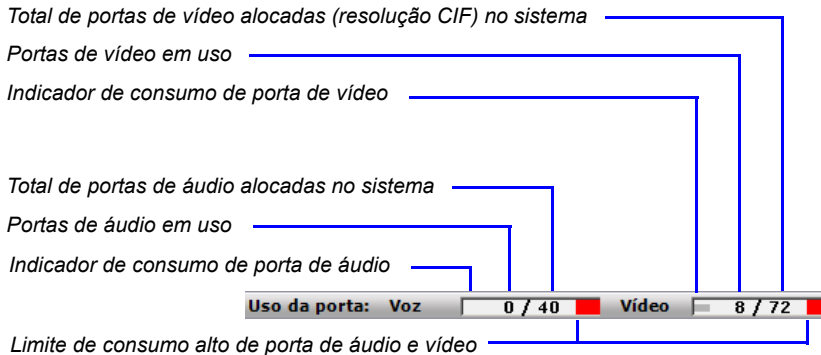 Total de portas de vídeo alocadas (resolução CIF) no sistema
Portas de vídeo em uso
Indicador de consumo de porta de vídeo
Total de portas de áudio alocadas no sistema
Portas de áudio em uso
Indicador de consumo de porta de áudio
Uso da porta: Voz 0 / 40 Vídeo 8 / 72
Limite de consumo alto de porta de áudio e vídeo